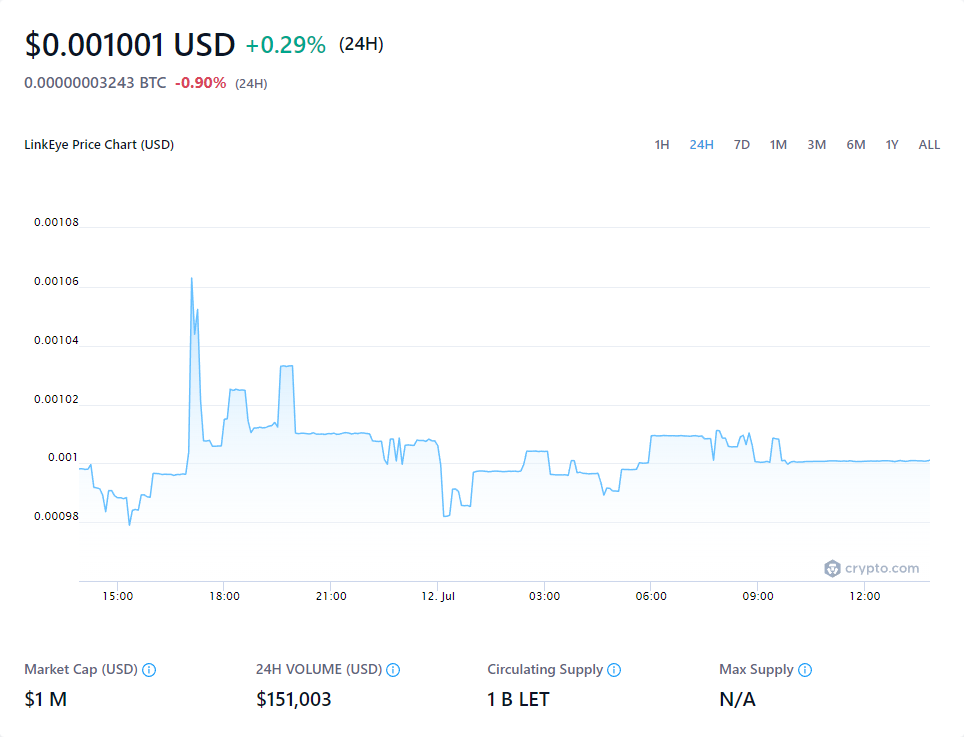 $0.001001 USD +0.29% (24H)
0.00000003243 BTC -0.90% (24H)
LinkEye Price Chart (USD) 1H 24H 7D 1M 3M 6M 1Y ALL
0.00108
0.00106
0.00104
0.00102
0.001
0.00098
crypto.com
15:00 18:00 21:00 12. Jul 03:00 06:00 09:00 12:00
Market Cap (USD) 24H VOLUME (USD) Circulating Supply Max Supply
$1 M $151,003 1 B LET N/A